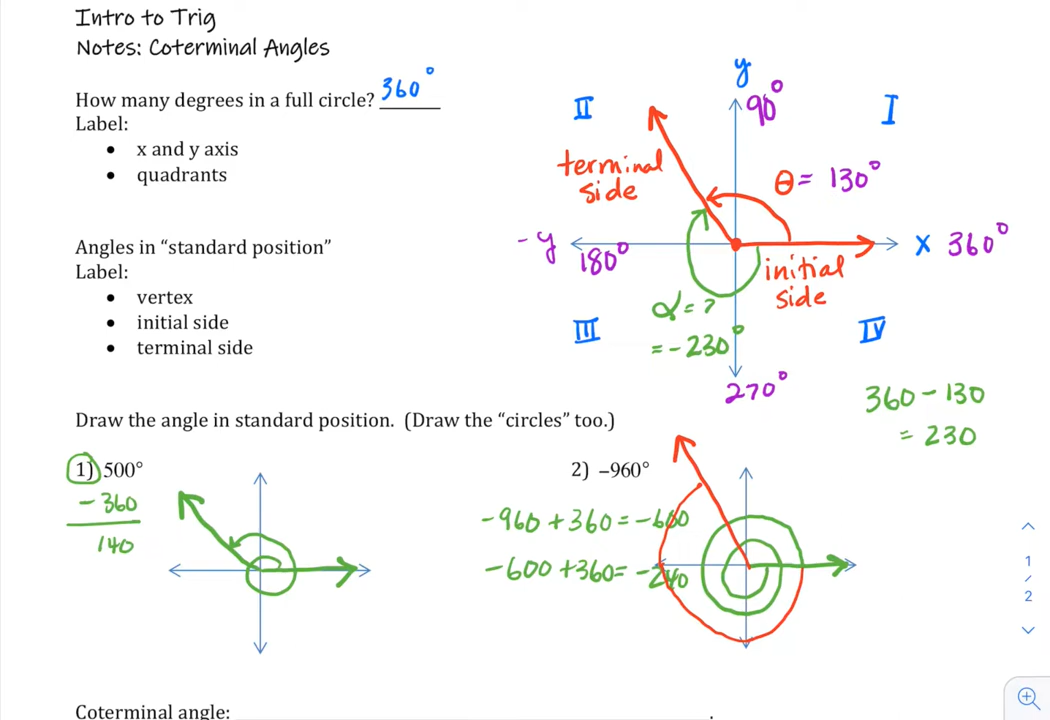 Intro to Trig
Notes: Coterminal Angles
How many degrees in a full circle? 360°
Label:
• x and y axis
• quadrants
Angles in “standard position”
Label:
• vertex
• initial side
• terminal side
y
90°
II
I
terminal
side
θ = 130°
-y
180°
x 360°
initial
side
α = ?
= -230°
III
IV
270°
360 - 130
= 230
Draw the angle in standard position. (Draw the “circles” too.)
1) 500°
- 360
140
2) −960°
-960 + 360 = -600
-600 + 360 = -240
Coterminal angle: .
1
/
2